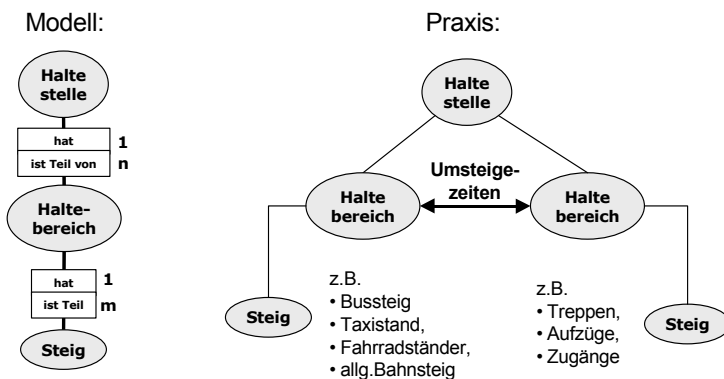 Modell:
Halte
stelle
hat 1
ist Teil von n
Halte-
bereich
hat 1
ist Teil m
Steig
Praxis:
Halte
stelle
Umsteige-
zeiten
Halte
bereich
Halte
bereich
Steig
z.B.
• Bussteig
• Taxistand,
• Fahrradständer,
• allg.Bahnsteig
z.B.
• Treppen,
• Aufzüge,
• Zugänge
Steig